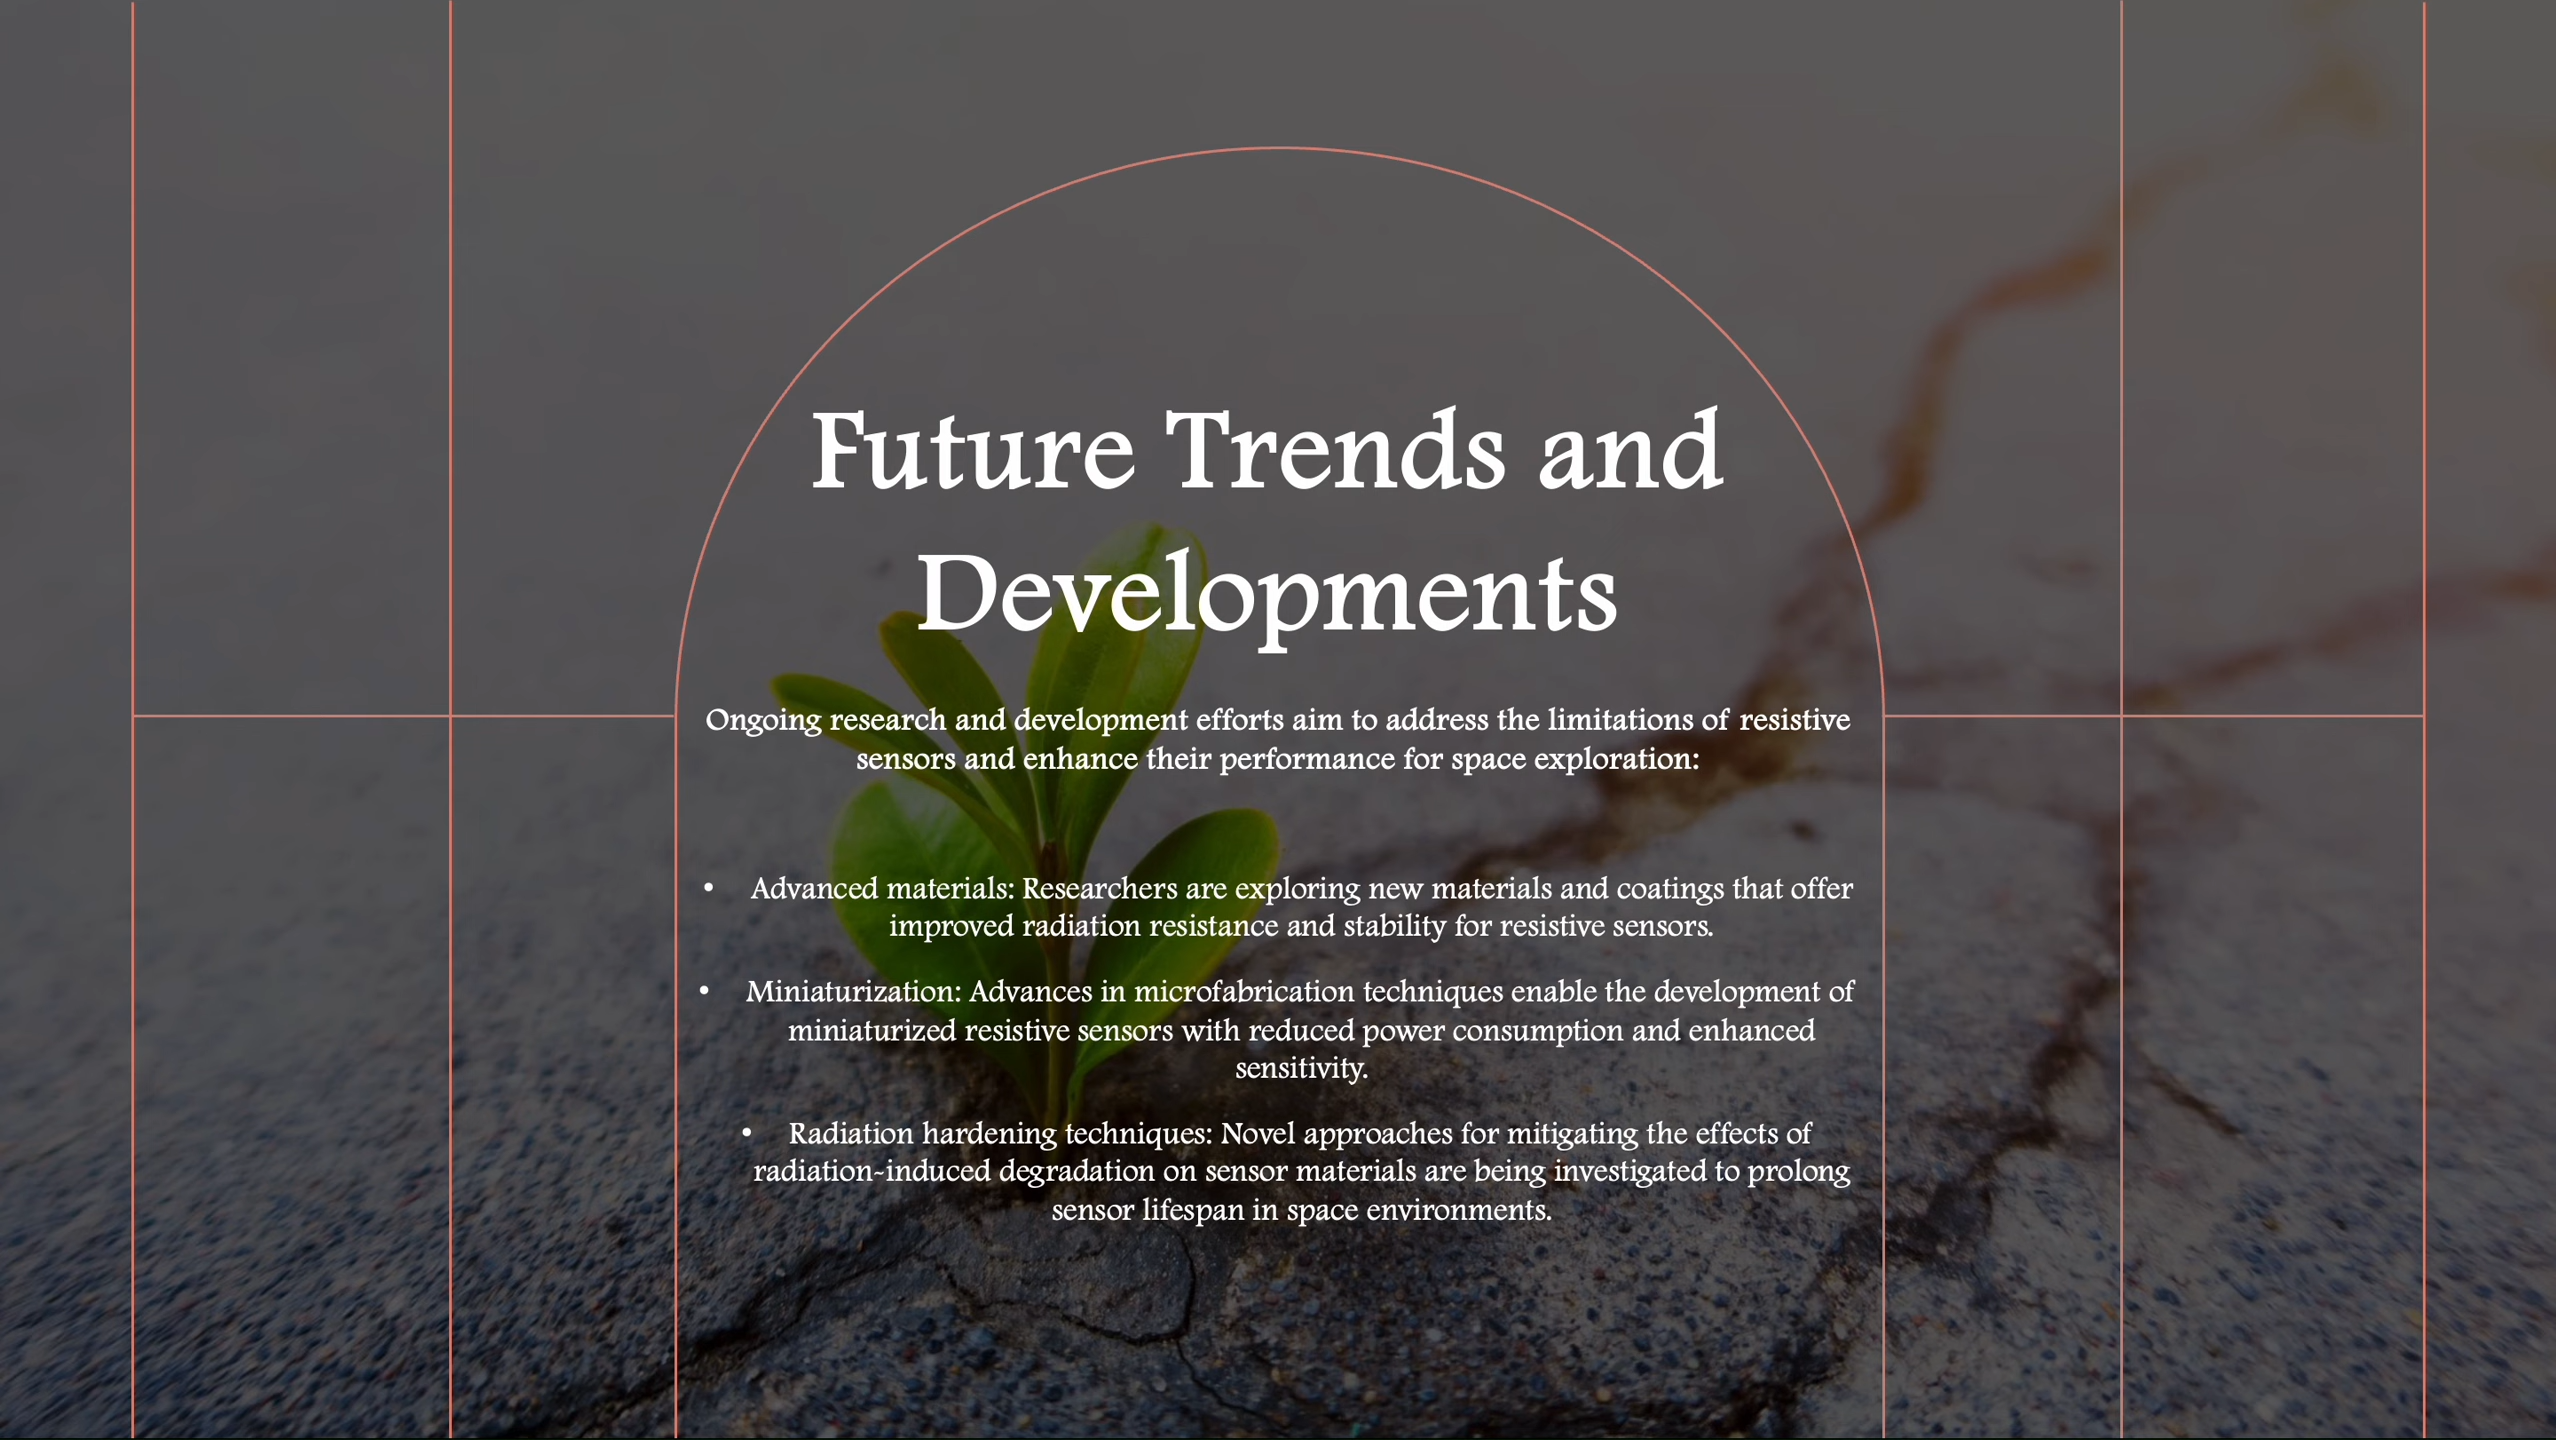 Future Trends and
Developments
Ongoing research and development efforts aim to address the limitations of resistive
sensors and enhance their performance for space exploration:
• Advanced materials: Researchers are exploring new materials and coatings that offer
improved radiation resistance and stability for resistive sensors.
• Miniaturization: Advances in microfabrication techniques enable the development of
miniaturized resistive sensors with reduced power consumption and enhanced
sensitivity.
• Radiation hardening techniques: Novel approaches for mitigating the effects of
radiation-induced degradation on sensor materials are being investigated to prolong
sensor lifespan in space environments.